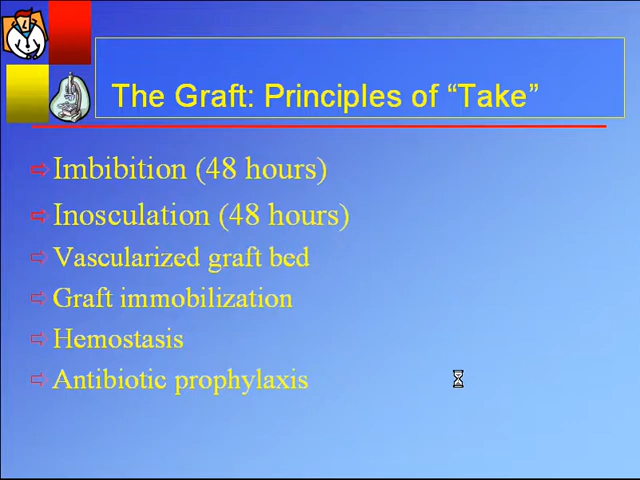 The Graft: Principles of “Take”
Imbibition (48 hours)
Inosculation (48 hours)
Vascularized graft bed
Graft immobilization
Hemostasis
Antibiotic prophylaxis